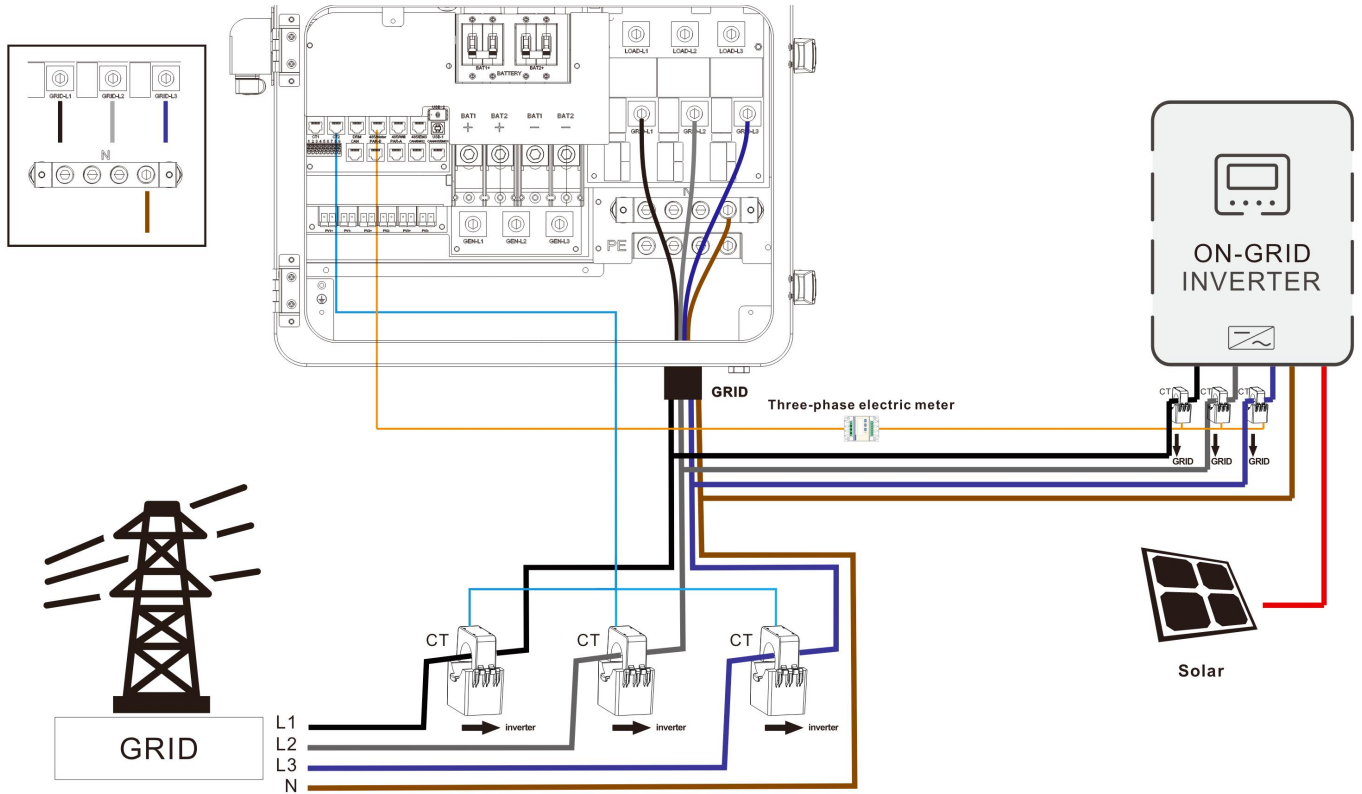 GRID-L1 GRID-L2 GRID-L3
N
BAT1+ BAT2+
BATTERY
LOAD-L1 LOAD-L2 LOAD-L3
BAT1 BAT2 BAT1 BAT2
+ + − −
GRID-L1 GRID-L2 GRID-L3
N
GEN-L1 GEN-L2 GEN-L3
PE
GRID
ON-GRID
INVERTER
CT CT CT
Three-phase electric meter
GRID GRID GRID
CT CT CT
inverter inverter inverter
Solar
GRID
L1
L2
L3
N